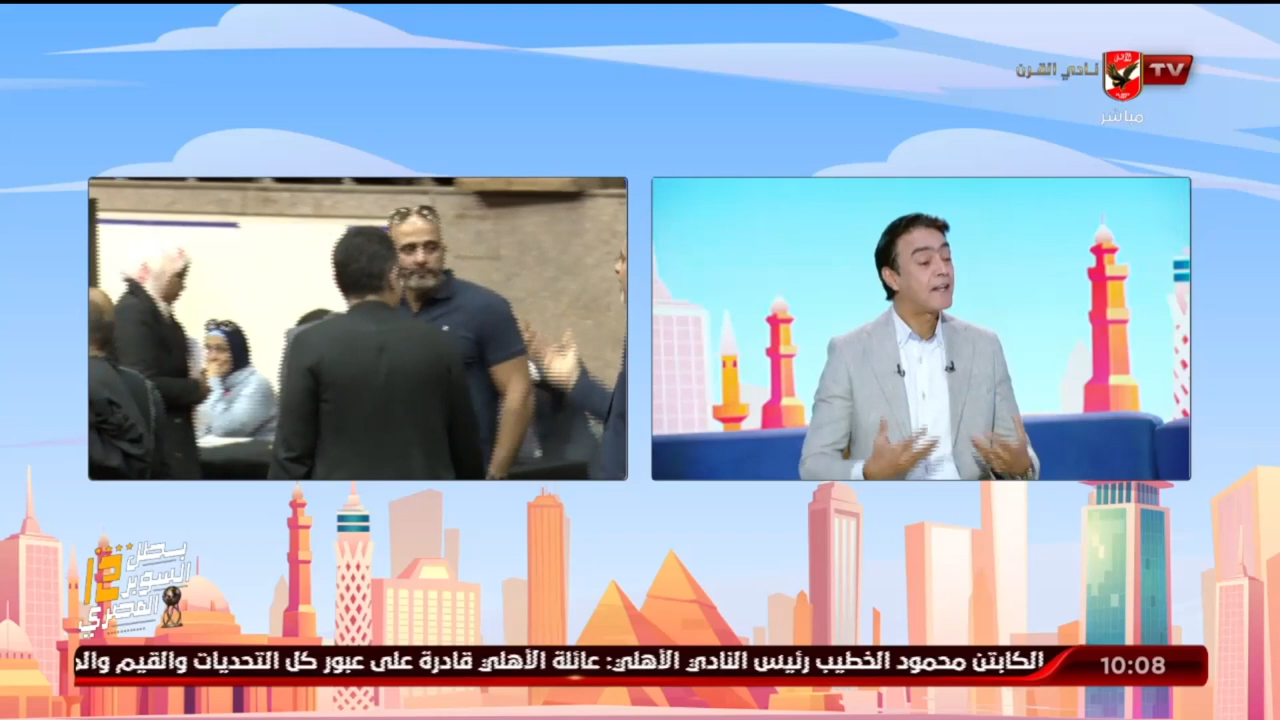 نادي القرن
TV
مباشر
بطل
السوبر
المصري
الكابتن محمود الخطيب رئيس النادي الأهلي: عائلة الأهلي قادرة على عبور كل التحديات والقيم
10:08